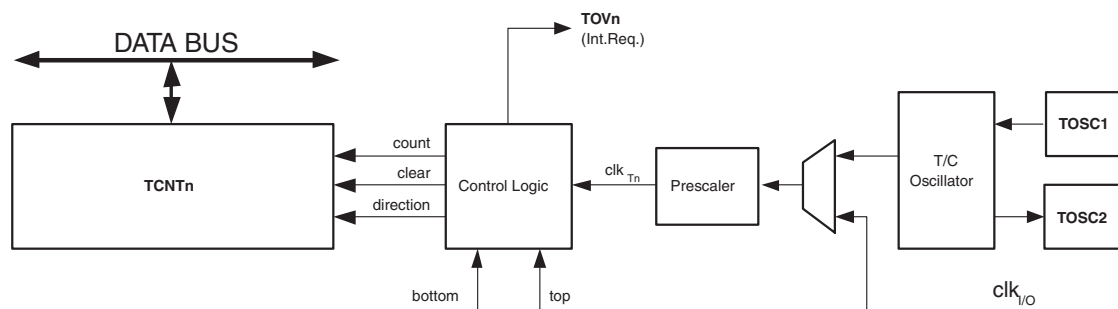 TOVn
(Int.Req.)
DATA BUS
TCNTn
count
clear
direction
Control Logic
clk Tn
Prescaler
T/C
Oscillator
TOSC1
TOSC2
bottom
top
clk I/O